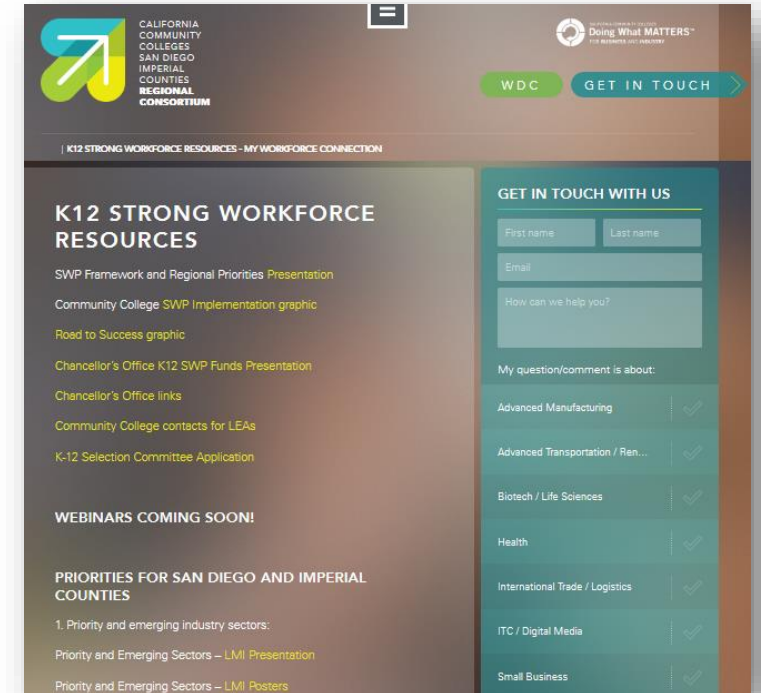 CALIFORNIA
COMMUNITY
COLLEGES
SAN DIEGO
IMPERIAL
COUNTIES
REGIONAL
CONSORTIUM
Doing What MATTERS
FOR BUSINESS AND INDUSTRY
WDC
GET IN TOUCH
| K12 STRONG WORKFORCE RESOURCES - MY WORKFORCE CONNECTION
K12 STRONG WORKFORCE
RESOURCES
SWP Framework and Regional Priorities Presentation
Community College SWP Implementation graphic
Road to Success graphic
Chancellor's Office K12 SWP Funds Presentation
Chancellor's Office links
Community College contacts for LEAs
K-12 Selection Committee Application
WEBINARS COMING SOON!
PRIORITIES FOR SAN DIEGO AND IMPERIAL
COUNTIES
1. Priority and emerging industry sectors:
Priority and Emerging Sectors – LMI Presentation
Priority and Emerging Sectors – LMI Posters
GET IN TOUCH WITH US
First name
Last name
Email
How can we help you?
My question/comment is about:
Advanced Manufacturing
Advanced Transportation / Ren...
Biotech / Life Sciences
Health
International Trade / Logistics
ITC / Digital Media
Small Business